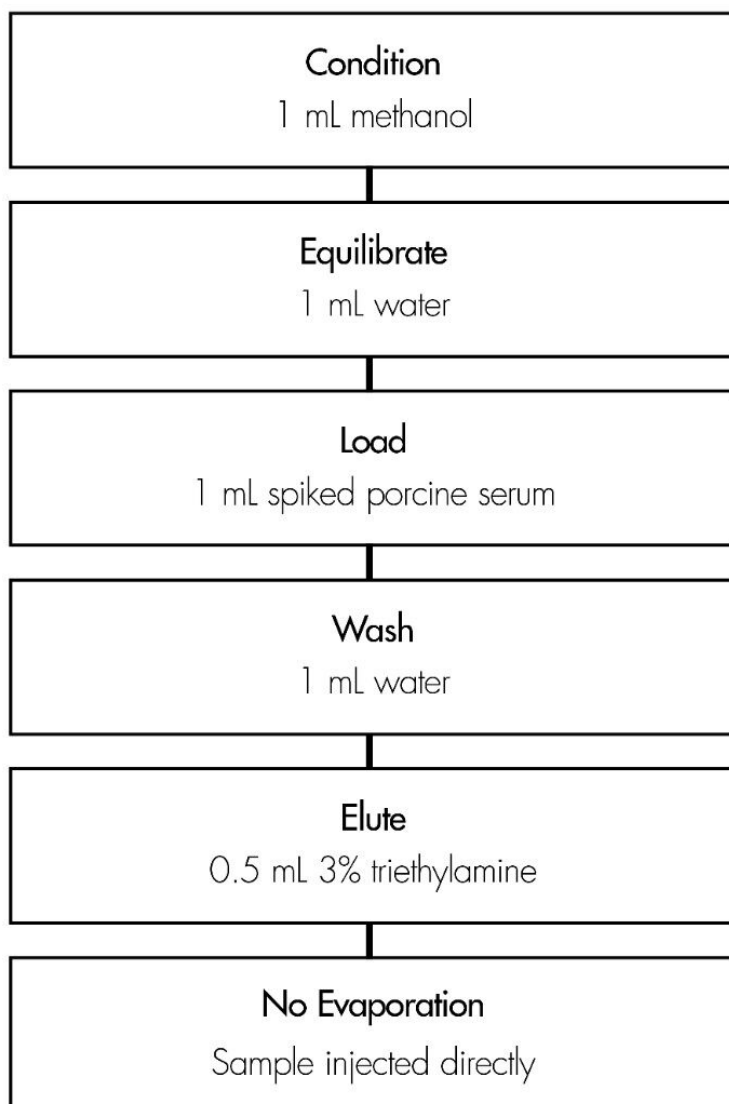 Condition
1 mL methanol
Equilibrate
1 mL water
Load
1 mL spiked porcine serum
Wash
1 mL water
Elute
0.5 mL 3% triethylamine
No Evaporation
Sample injected directly